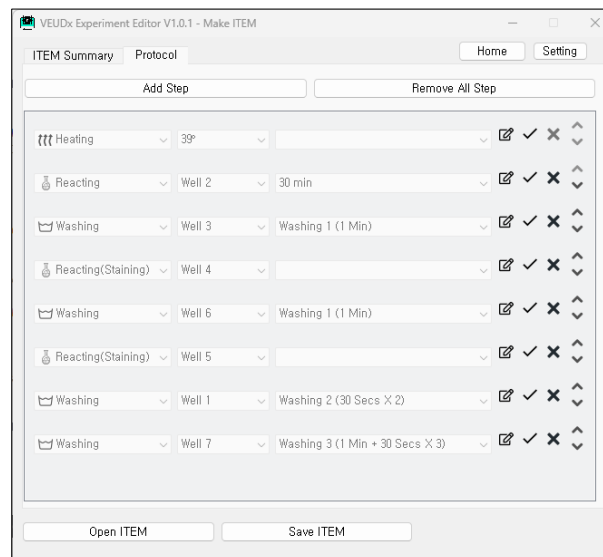 VEUDx Experiment Editor V1.0.1 - Make ITEM
ITEM Summary Protocol Home Setting
Add Step Remove All Step
Heating 39º
Reacting Well 2 30 min
Washing Well 3 Washing 1 (1 Min)
Reacting(Staining) Well 4
Washing Well 6 Washing 1 (1 Min)
Reacting(Staining) Well 5
Washing Well 1 Washing 2 (30 Secs X 2)
Washing Well 7 Washing 3 (1 Min + 30 Secs X 3)
Open ITEM Save ITEM